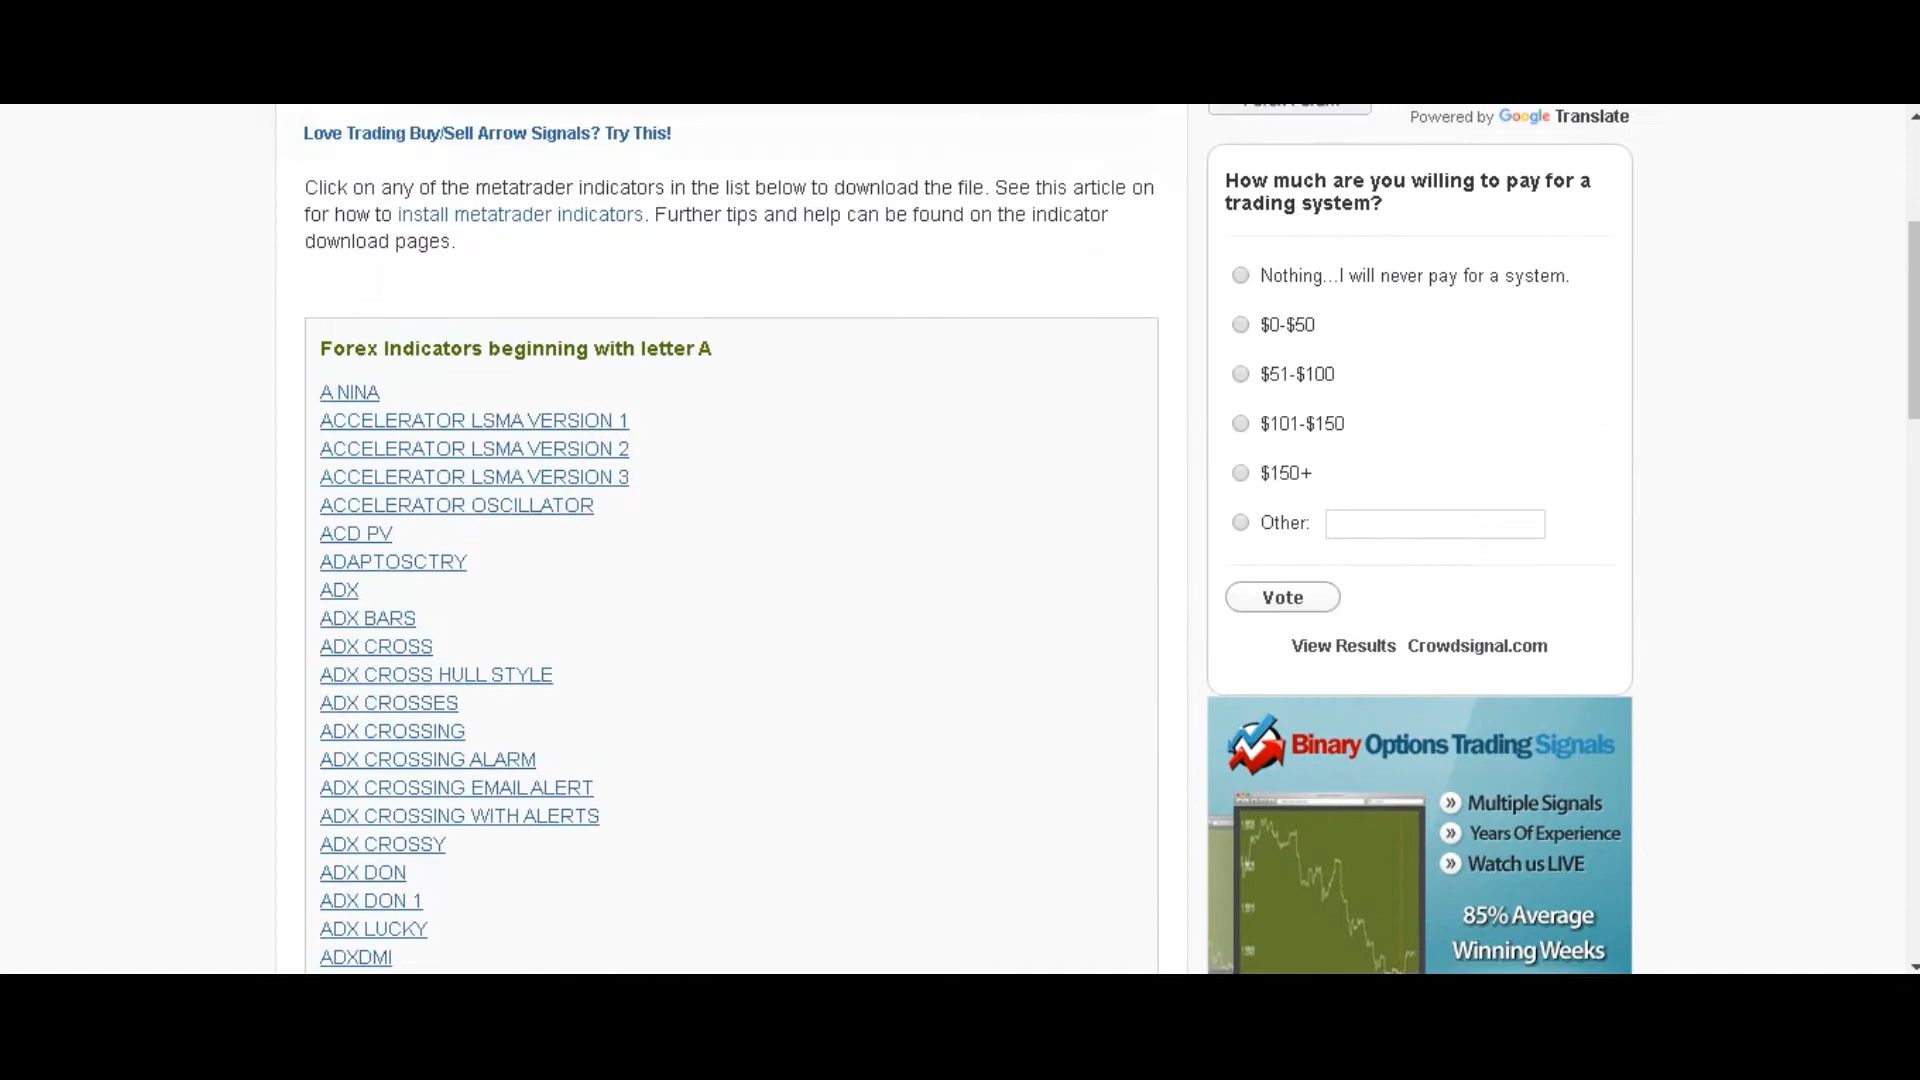 Love Trading Buy/Sell Arrow Signals? Try This!
Click on any of the metatrader indicators in the list below to download the file. See this article on
for how to install metatrader indicators. Further tips and help can be found on the indicator
download pages.
Forex Indicators beginning with letter A
A NINA
ACCELERATOR LSMA VERSION 1
ACCELERATOR LSMA VERSION 2
ACCELERATOR LSMA VERSION 3
ACCELERATOR OSCILLATOR
ACD PV
ADAPTOSCTRY
ADX
ADX BARS
ADX CROSS
ADX CROSS HULL STYLE
ADX CROSSES
ADX CROSSING
ADX CROSSING ALARM
ADX CROSSING EMAIL ALERT
ADX CROSSING WITH ALERTS
ADX CROSSY
ADX DON
ADX DON 1
ADX LUCKY
ADXDMI
Powered by Google Translate
How much are you willing to pay for a
trading system?
Nothing...I will never pay for a system.
$0-$50
$51-$100
$101-$150
$150+
Other:
Vote
View Results Crowdsignal.com
Binary Options Trading Signals
Multiple Signals
Years Of Experience
Watch us LIVE
85% Average
Winning Weeks